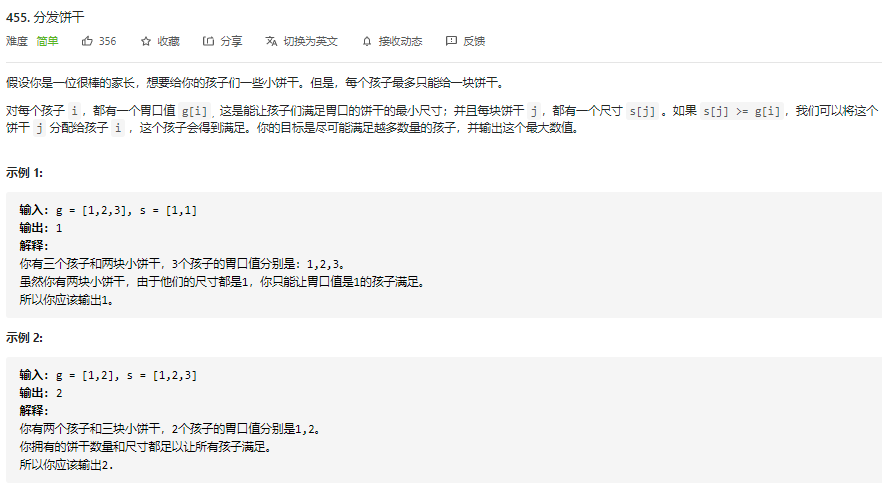 455. 分发饼干
难度 简单 356 收藏 分享 切换为英文 接收动态 反馈
假设你是一位很棒的家长，想要给你的孩子们一些小饼干。但是，每个孩子最多只能给一块饼干。
对每个孩子 i，都有一个胃口值 g[i]，这是能让孩子们满足胃口的饼干的最小尺寸；并且每块饼干 j，都有一个尺寸 s[j] 。如果 s[j] >= g[i]，我们可以将这个
饼干 j 分配给孩子 i ，这个孩子会得到满足。你的目标是尽可能满足越多数量的孩子，并输出这个最大数值。
示例 1:
输入: g = [1,2,3], s = [1,1]
输出: 1
解释:
你有三个孩子和两块小饼干，3个孩子的胃口值分别是：1,2,3。
虽然你有两块小饼干，由于他们的尺寸都是1，你只能让胃口值是1的孩子满足。
所以你应该输出1。
示例 2:
输入: g = [1,2], s = [1,2,3]
输出: 2
解释:
你有两个孩子和三块小饼干，2个孩子的胃口值分别是1,2。
你拥有的饼干数量和尺寸都足以让所有孩子满足。
所以你应该输出2.